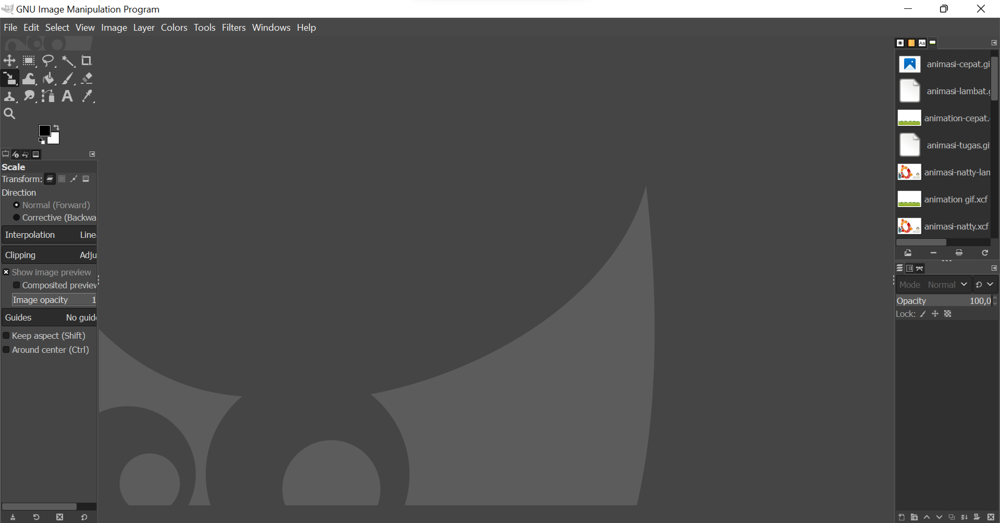 GNU Image Manipulation Program
File Edit Select View Image Layer Colors Tools Filters Windows Help
Scale
Transform:
Direction
Normal (Forward)
Corrective (Backwa
Interpolation Line
Clipping Adju
Show image preview
Composited preview
Image opacity 1
Guides No guide
Keep aspect (Shift)
Around center (Ctrl)
Aa
animasi-cepat.gi
animasi-lambat.g
animation-cepat.
animasi-tugas.gi
animasi-natty-lan
animation gif.xcf
animasi-natty.xcf
Mode Normal
Opacity 100,0
Lock: